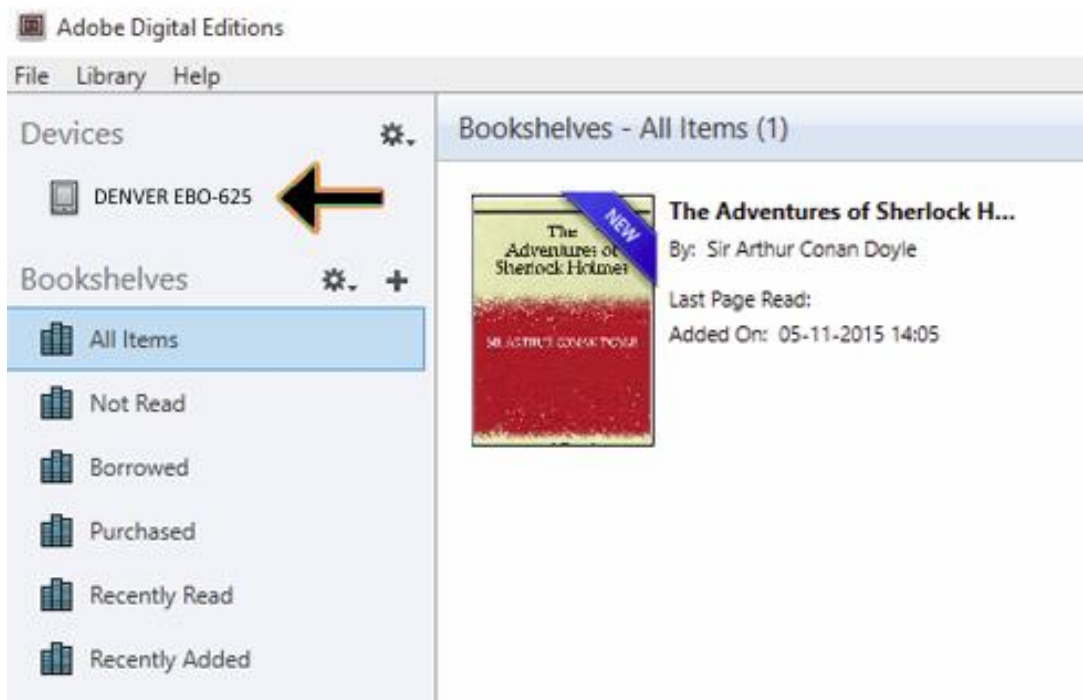 Adobe Digital Editions
File Library Help
Devices
DENVER EBO-625
Bookshelves
All Items
Not Read
Borrowed
Purchased
Recently Read
Recently Added
Bookshelves - All Items (1)
NEW
The
Adventures of
Sherlock Holmes
SIR ARTHUR CONAN DOYLE
The Adventures of Sherlock H...
By: Sir Arthur Conan Doyle
Last Page Read:
Added On: 05-11-2015 14:05